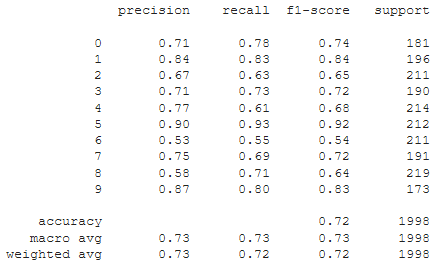 precision recall f1-score support
0 0.71 0.78 0.74 181
1 0.84 0.83 0.84 196
2 0.67 0.63 0.65 211
3 0.71 0.73 0.72 190
4 0.77 0.61 0.68 214
5 0.90 0.93 0.92 212
6 0.53 0.55 0.54 211
7 0.75 0.69 0.72 191
8 0.58 0.71 0.64 219
9 0.87 0.80 0.83 173
accuracy 0.72 1998
macro avg 0.73 0.73 0.73 1998
weighted avg 0.73 0.72 0.72 1998